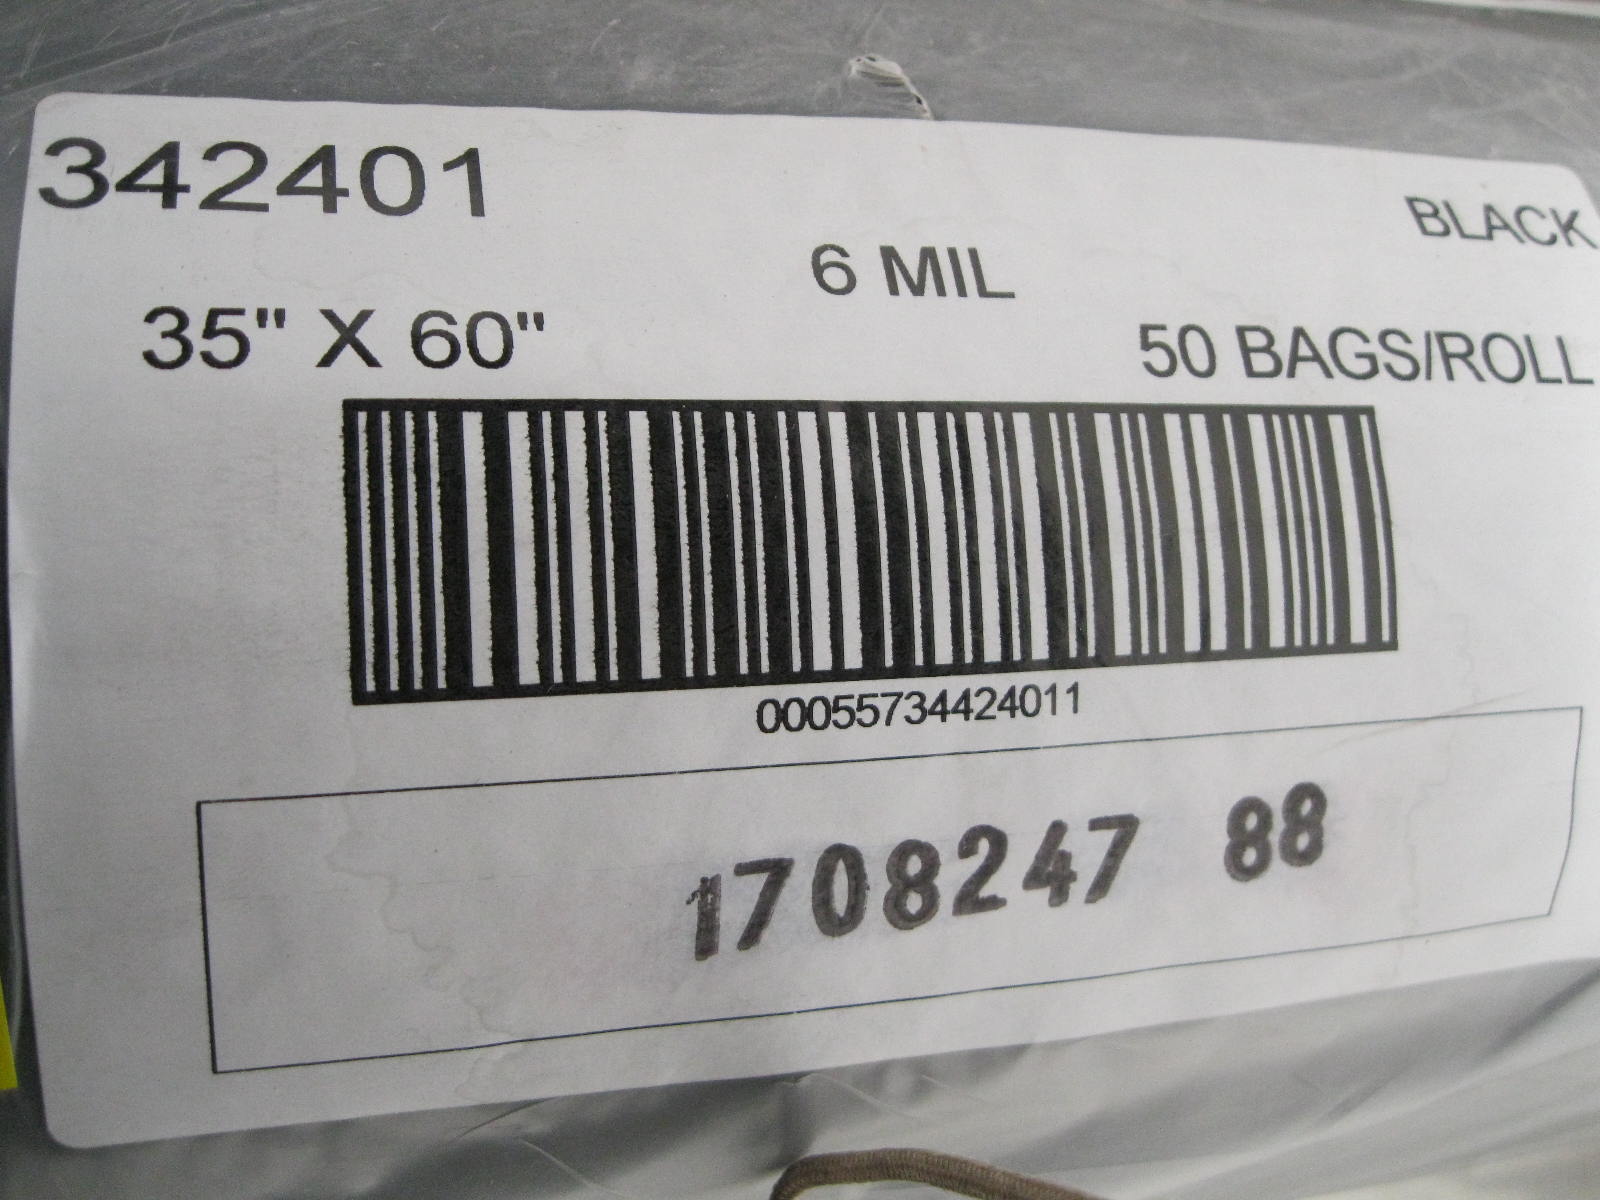 342401
BLACK
6 MIL
35" X 60"
50 BAGS/ROLL
00055734424011
1708247 88